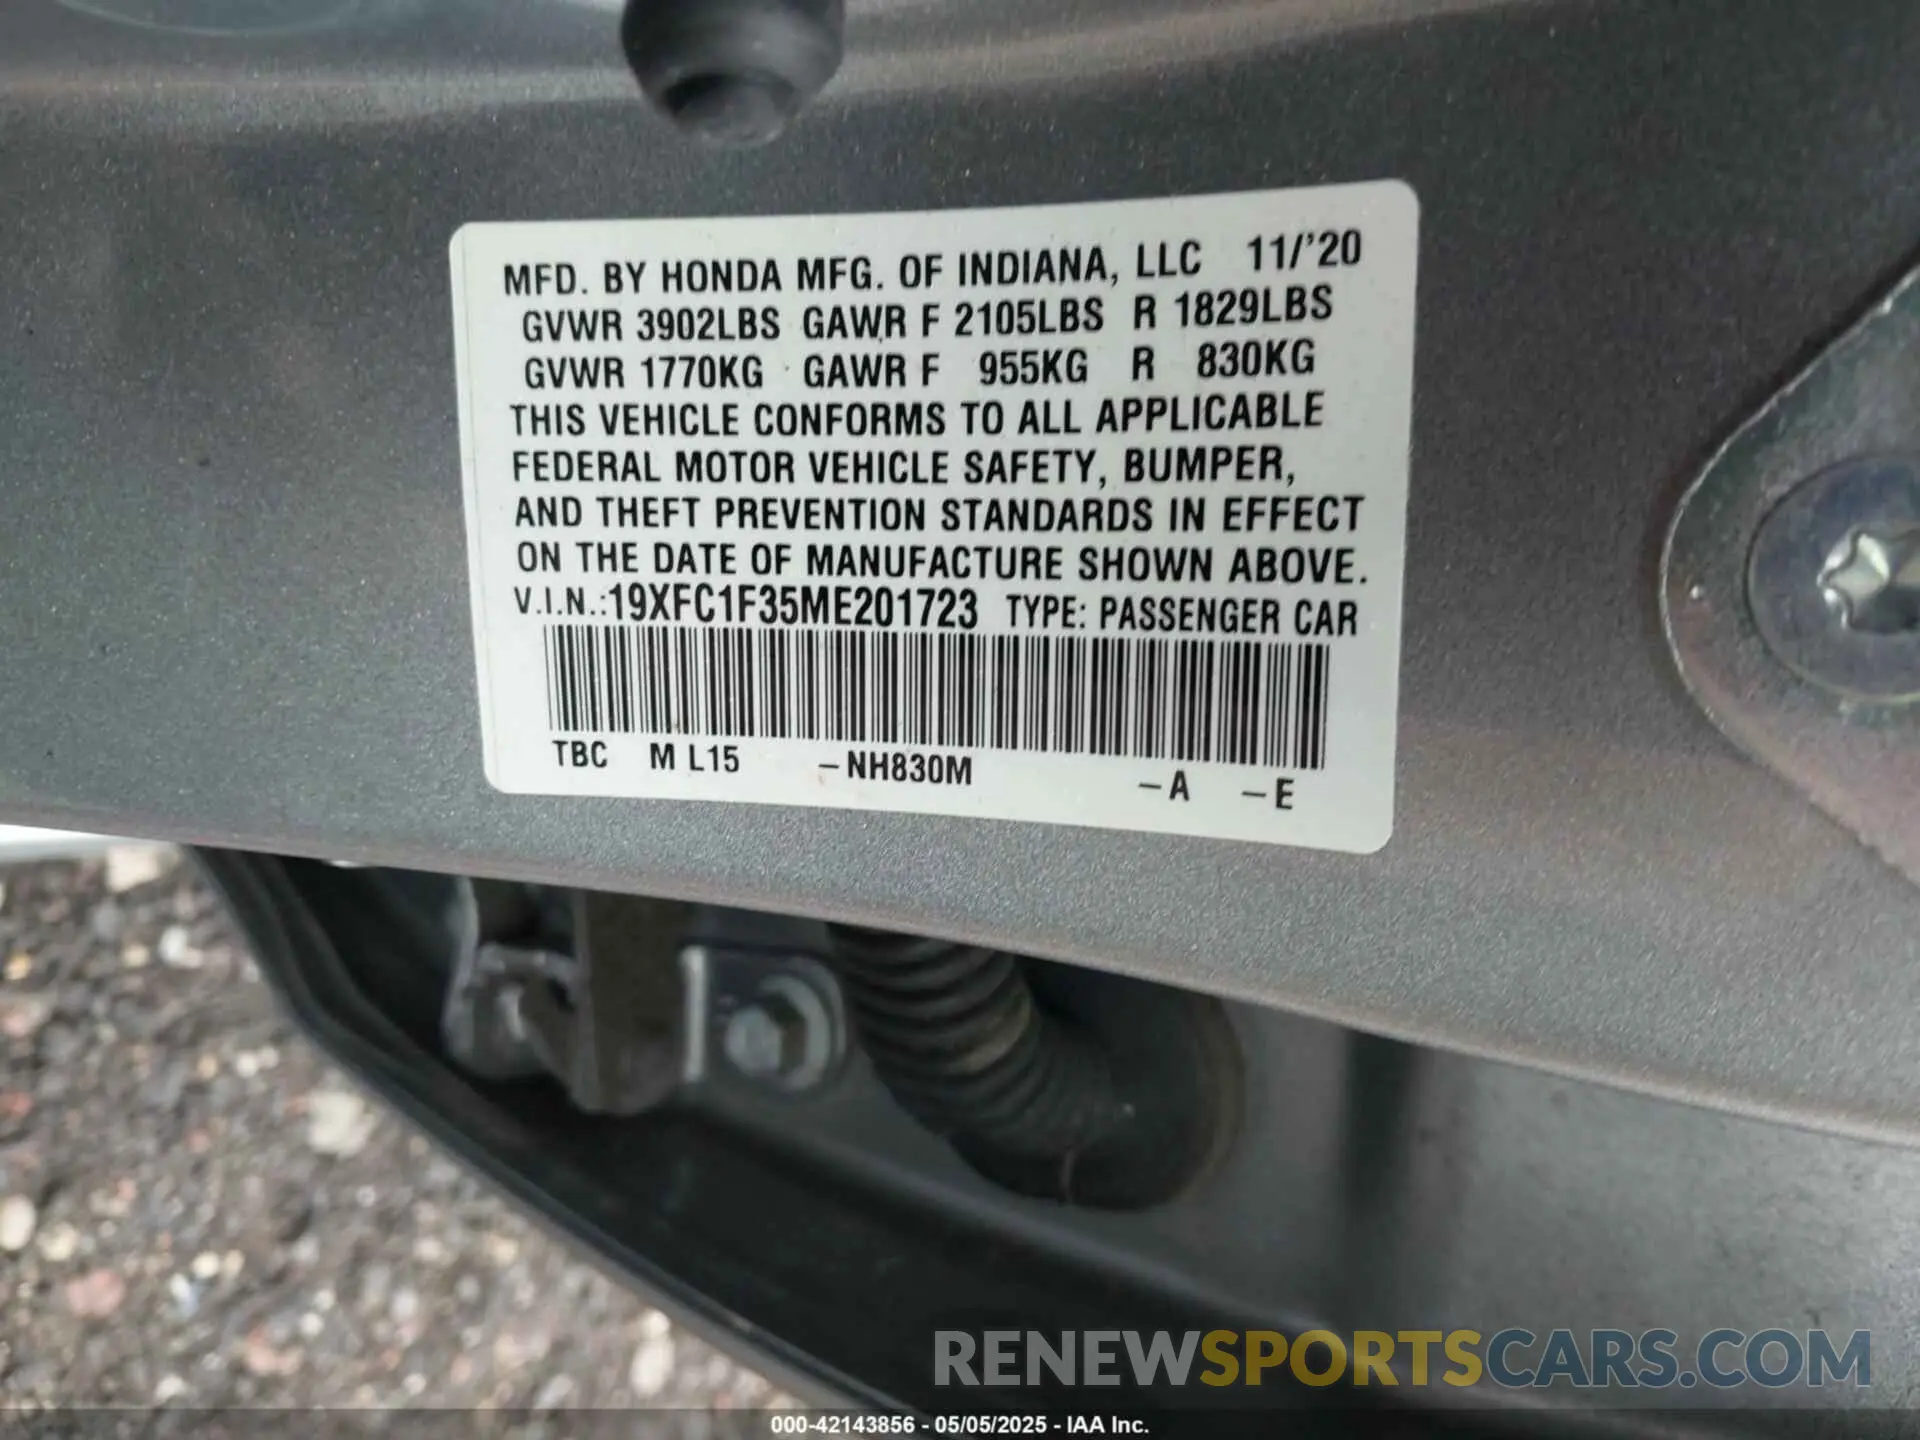 MFD. BY HONDA MFG. OF INDIANA, LLC 11/'20
GVWR 3902LBS GAWR F 2105LBS R 1829LBS
GVWR 1770KG GAWR F 955KG R 830KG
THIS VEHICLE CONFORMS TO ALL APPLICABLE
FEDERAL MOTOR VEHICLE SAFETY, BUMPER,
AND THEFT PREVENTION STANDARDS IN EFFECT
ON THE DATE OF MANUFACTURE SHOWN ABOVE.
V.I.N.:19XFC1F35ME201723 TYPE: PASSENGER CAR
TBC M L15 -NH830M -A -E
RENEWSPORTSCARS.COM
000-42143856 - 05/05/2025 - IAA Inc.